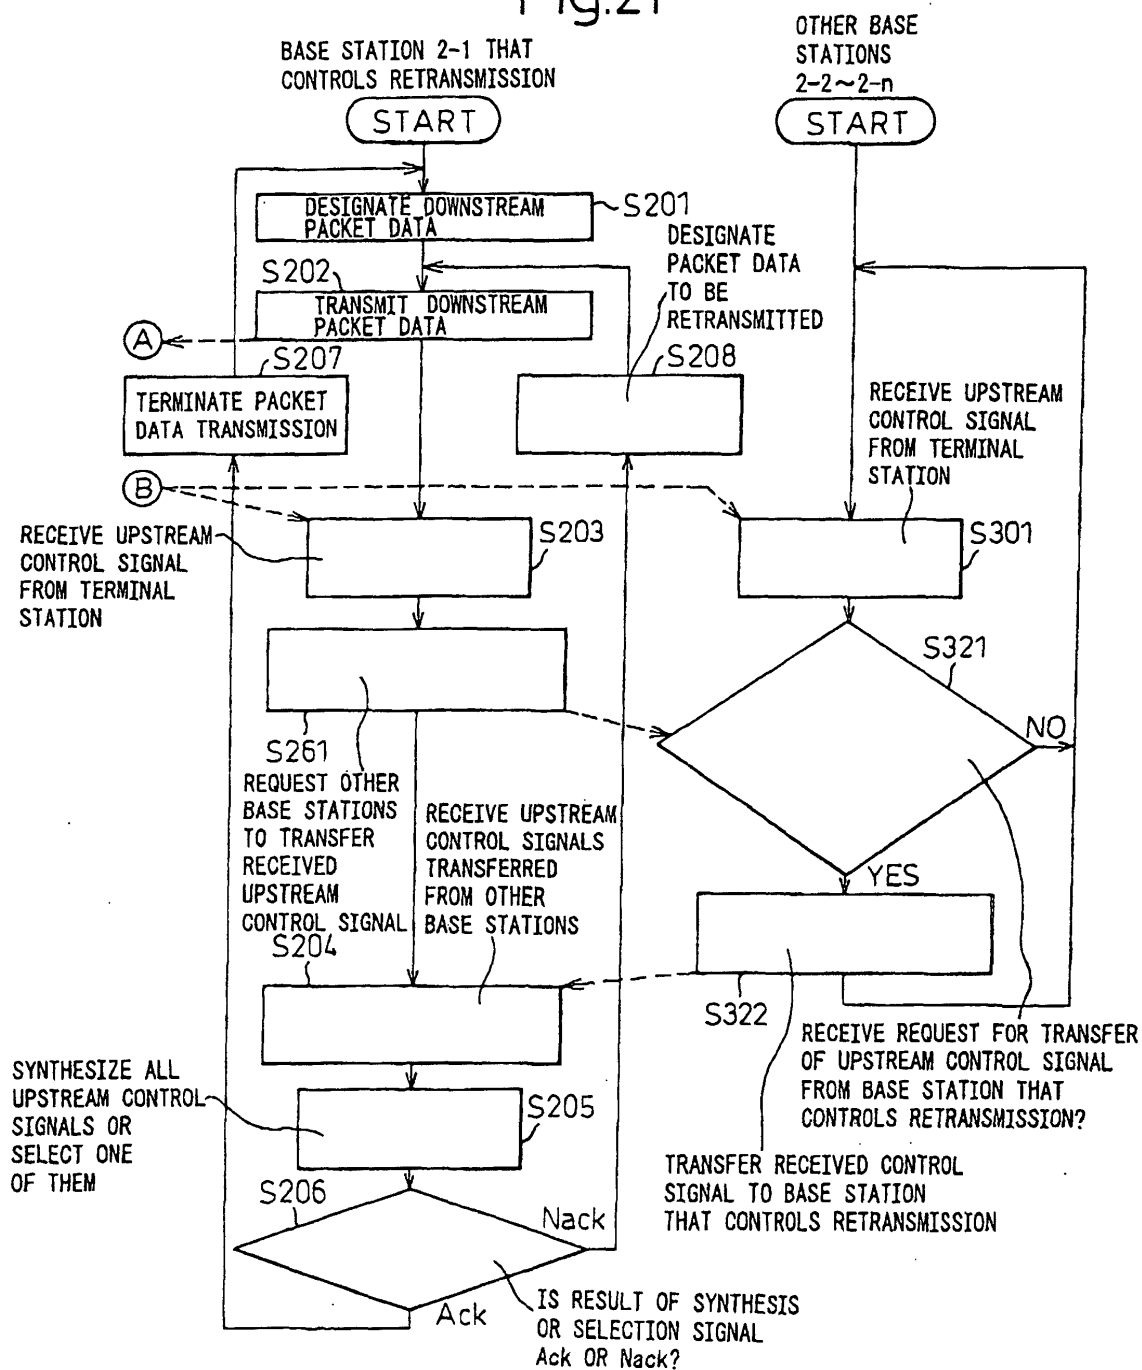 Fig.21
BASE STATION 2-1 THAT
CONTROLS RETRANSMISSION
START
OTHER BASE
STATIONS
2-2~2-n
START
DESIGNATE DOWNSTREAM
PACKET DATA
S201
S202
TRANSMIT DOWNSTREAM
PACKET DATA
DESIGNATE
PACKET DATA
TO BE
RETRANSMITTED
A
S207
TERMINATE PACKET
DATA TRANSMISSION
S208
RECEIVE UPSTREAM
CONTROL SIGNAL
FROM TERMINAL
STATION
B
RECEIVE UPSTREAM
CONTROL SIGNAL
FROM TERMINAL
STATION
S203
S301
S321
NO
S261
REQUEST OTHER
BASE STATIONS
TO TRANSFER
RECEIVED
UPSTREAM
CONTROL SIGNAL
RECEIVE UPSTREAM
CONTROL SIGNALS
TRANSFERRED
FROM OTHER
BASE STATIONS
YES
S204
S322
RECEIVE REQUEST FOR TRANSFER
OF UPSTREAM CONTROL SIGNAL
FROM BASE STATION THAT
CONTROLS RETRANSMISSION?
SYNTHESIZE ALL
UPSTREAM CONTROL
SIGNALS OR
SELECT ONE
OF THEM
S205
TRANSFER RECEIVED CONTROL
SIGNAL TO BASE STATION
THAT CONTROLS RETRANSMISSION
S206
Nack
Ack
IS RESULT OF SYNTHESIS
OR SELECTION SIGNAL
Ack OR Nack?